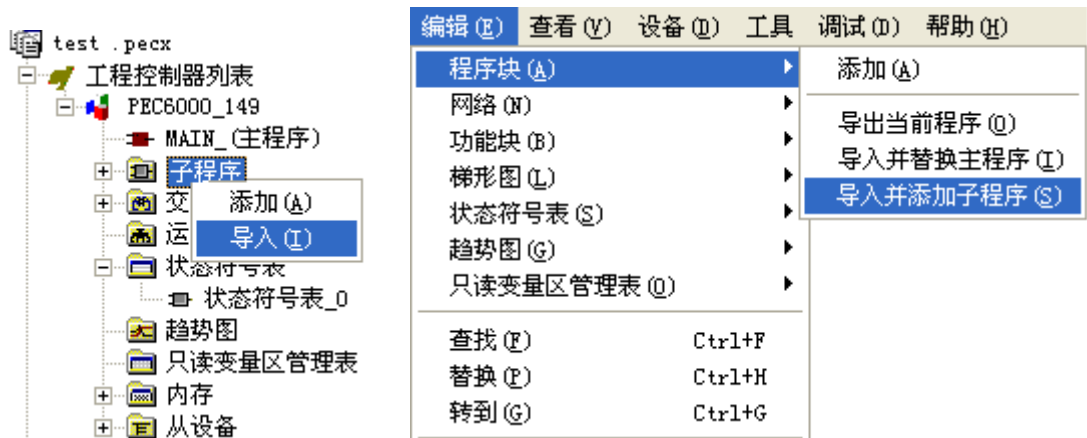 test .pecx
工程控制器列表
PEC6000_149
MAIN_(主程序)
子程序
添加(A)
交
导入(I)
运
状态符号表
状态符号表_0
趋势图
只读变量区管理表
内存
从设备
编辑(E) 查看(V) 设备(D) 工具 调试(D) 帮助(H)
程序块(A)
网络(N)
功能块(B)
梯形图(L)
状态符号表(S)
趋势图(G)
只读变量区管理表(Q)
查找(F) Ctrl+F
替换(P) Ctrl+H
转到(G) Ctrl+G
添加(A)
导出当前程序(Q)
导入并替换主程序(I)
导入并添加子程序(S)